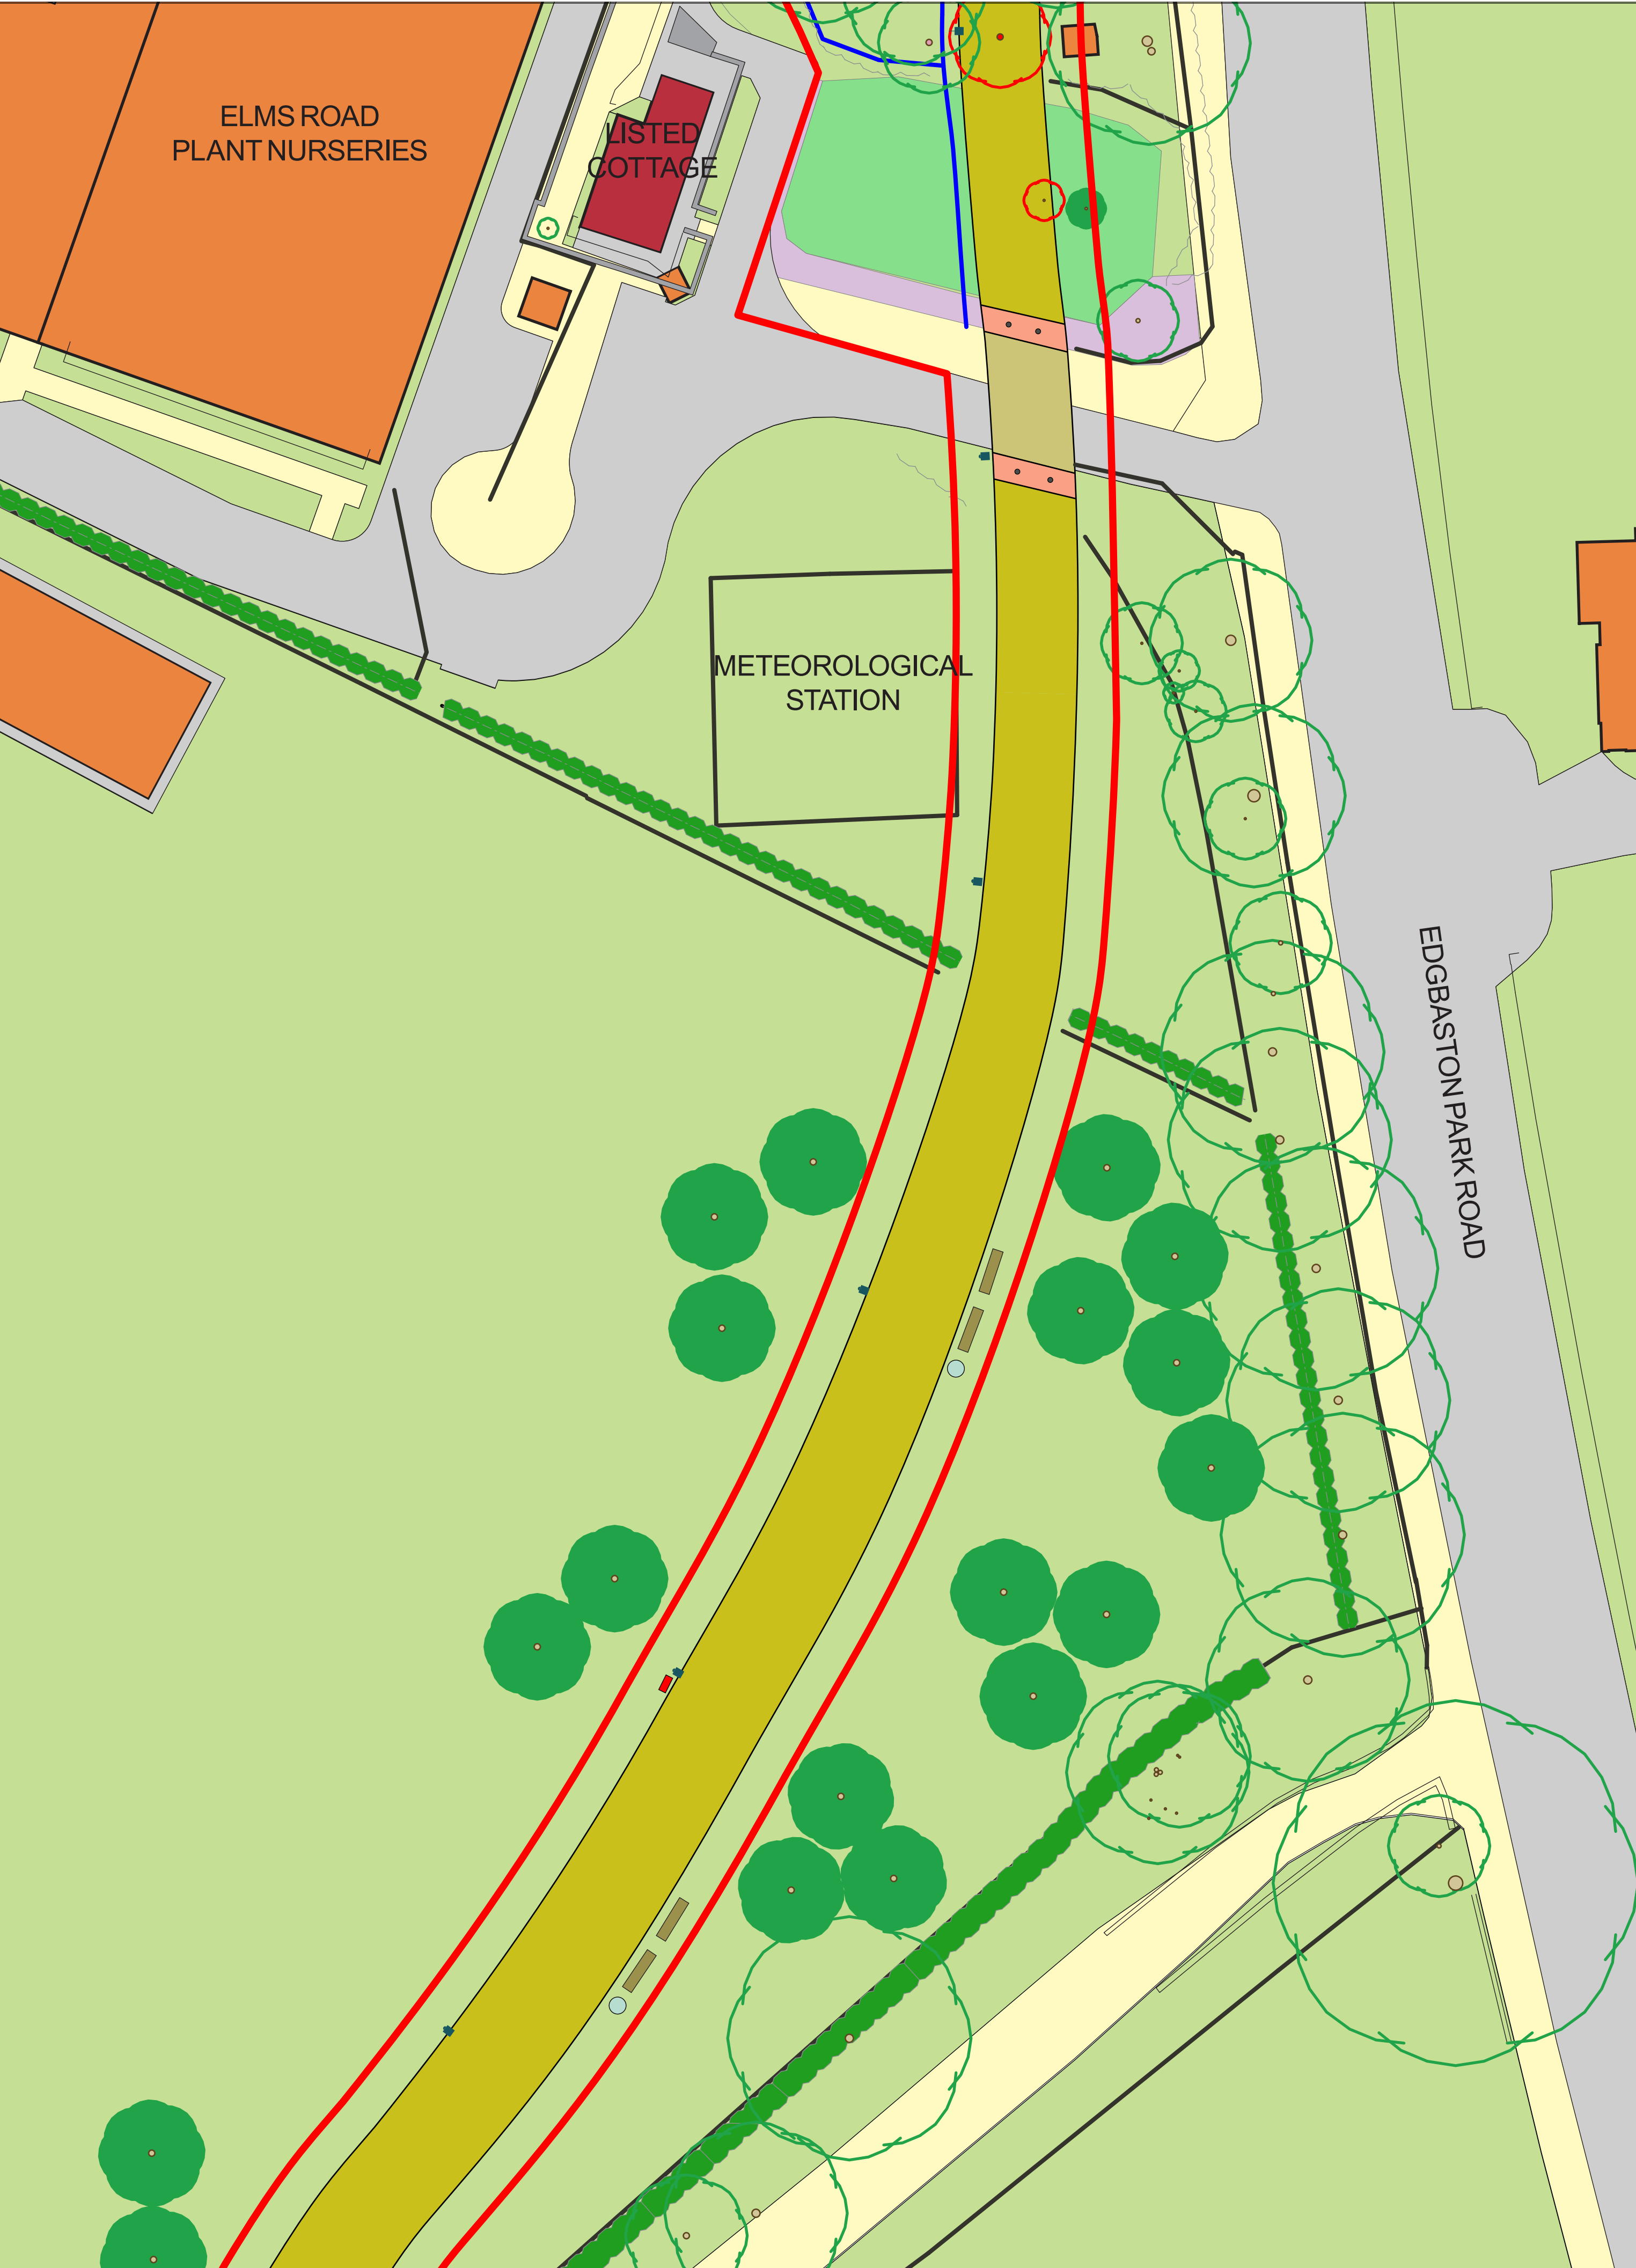 ELMS ROAD
PLANT NURSERIES
LISTED
COTTAGE
METEOROLOGICAL
STATION
EDGBASTON PARK ROAD